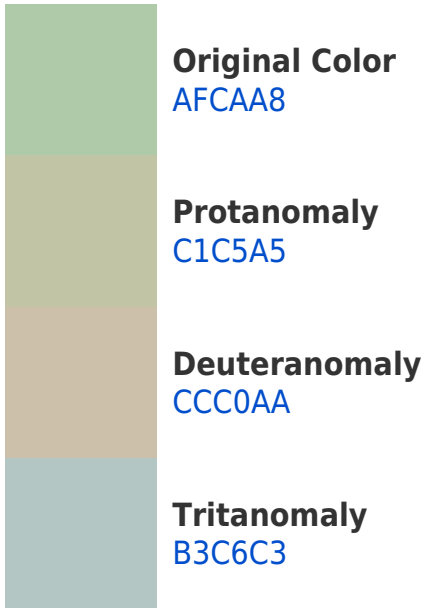 Original Color
AFCAA8
Protanomaly
C1C5A5
Deuteranomaly
CCC0AA
Tritanomaly
B3C6C3